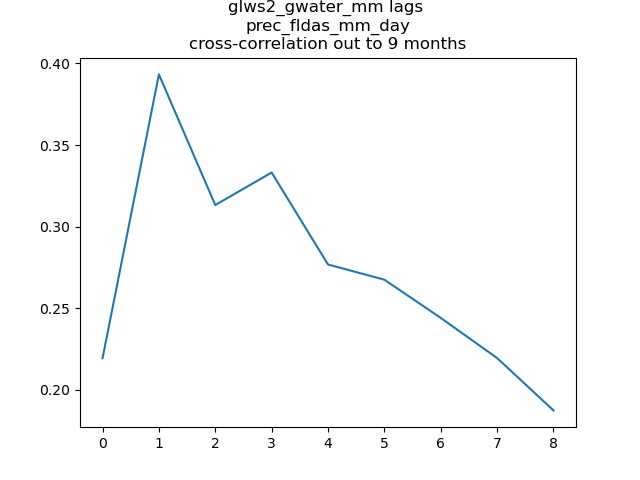 glws2_gwater_mm lags
prec_fldas_mm_day
cross-correlation out to 9 months
0.40
0.35
0.30
0.25
0.20
0 1 2 3 4 5 6 7 8